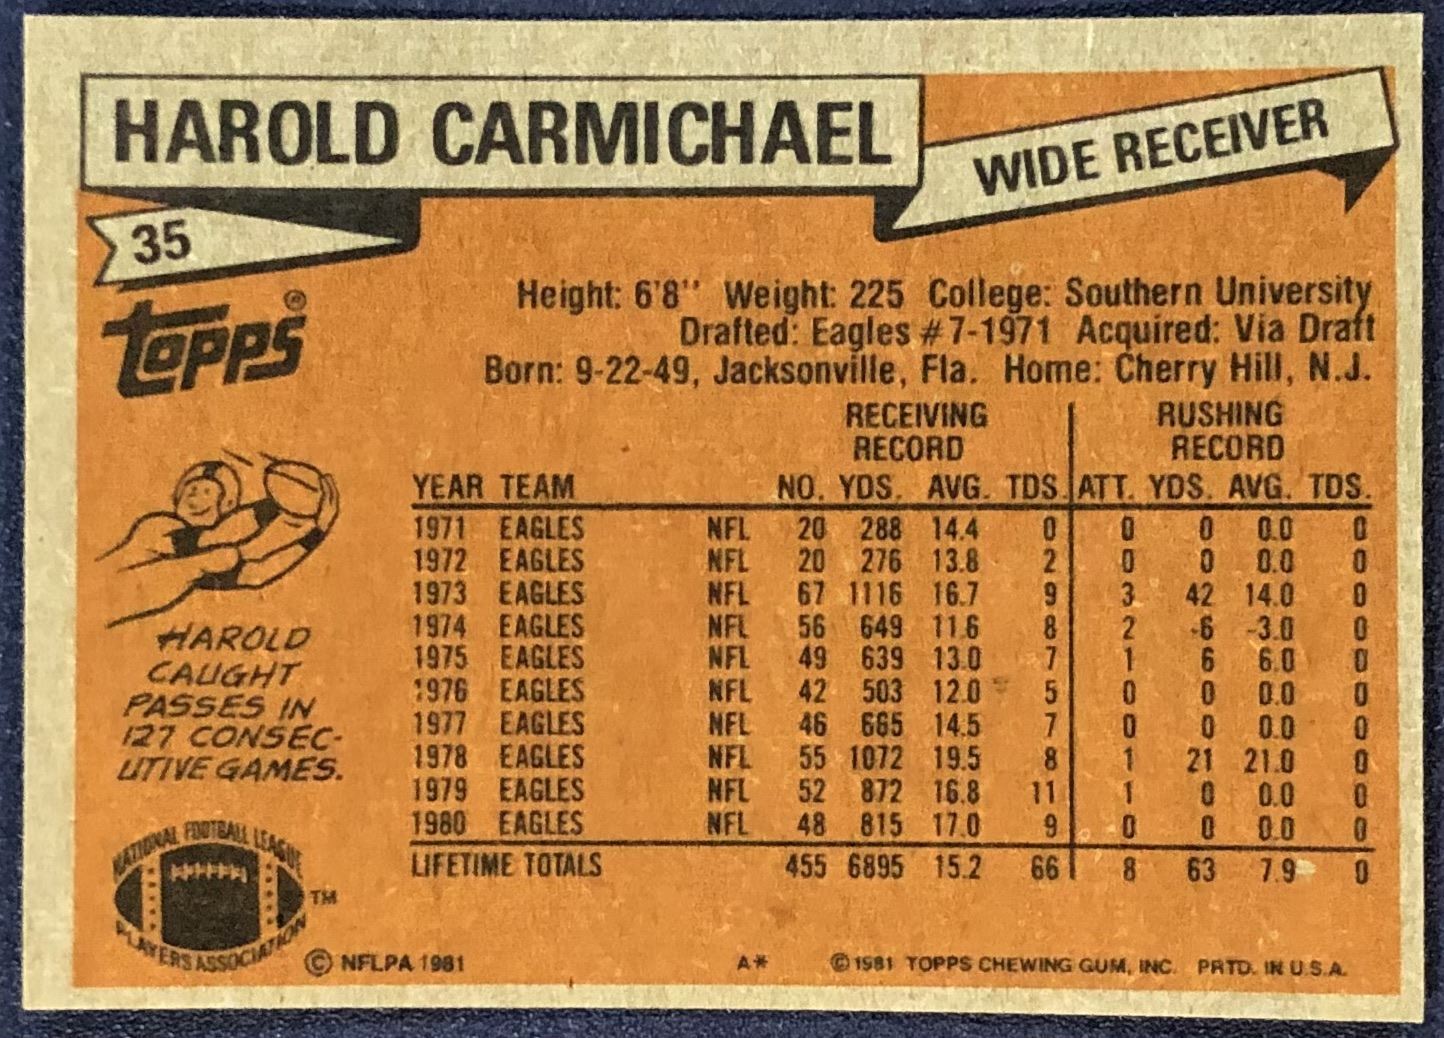 HAROLD CARMICHAEL
WIDE RECEIVER
35
TOPPS®
Height: 6'8" Weight: 225 College: Southern University
Drafted: Eagles #7-1971 Acquired: Via Draft
Born: 9-22-49, Jacksonville, Fla. Home: Cherry Hill, N.J.
RECEIVING RUSHING
RECORD RECORD
YEAR TEAM NO. YDS. AVG. TDS. ATT. YDS. AVG. TDS.
1971 EAGLES NFL 20 288 14.4 0 0 0 0.0 0
1972 EAGLES NFL 20 276 13.8 2 0 0 0.0 0
1973 EAGLES NFL 67 1116 16.7 9 3 42 14.0 0
1974 EAGLES NFL 56 649 11.6 8 2 -6 -3.0 0
1975 EAGLES NFL 49 639 13.0 7 1 6 6.0 0
1976 EAGLES NFL 42 503 12.0 5 0 0 0.0 0
1977 EAGLES NFL 46 665 14.5 7 0 0 0.0 0
1978 EAGLES NFL 55 1072 19.5 8 1 21 21.0 0
1979 EAGLES NFL 52 872 16.8 11 1 0 0.0 0
1980 EAGLES NFL 48 815 17.0 9 0 0 0.0 0
LIFETIME TOTALS 455 6895 15.2 66 8 63 7.9 0
HAROLD
CAUGHT
PASSES IN
127 CONSEC-
UTIVE GAMES.
NATIONAL FOOTBALL LEAGUE
PLAYERS ASSOCIATION
TM
© NFLPA 1981 A* © 1981 TOPPS CHEWING GUM, INC. PRTD. IN U.S.A.